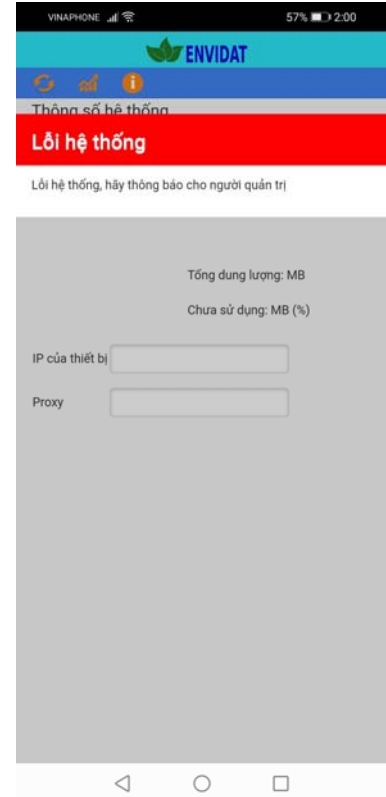 VINAPHONE 57% 2:00
ENVIDAT
Thông số hệ thống
Lỗi hệ thống
Lỗi hệ thống, hãy thông báo cho người quản trị
Tổng dung lượng: MB
Chưa sử dụng: MB (%)
IP của thiết bị
Proxy